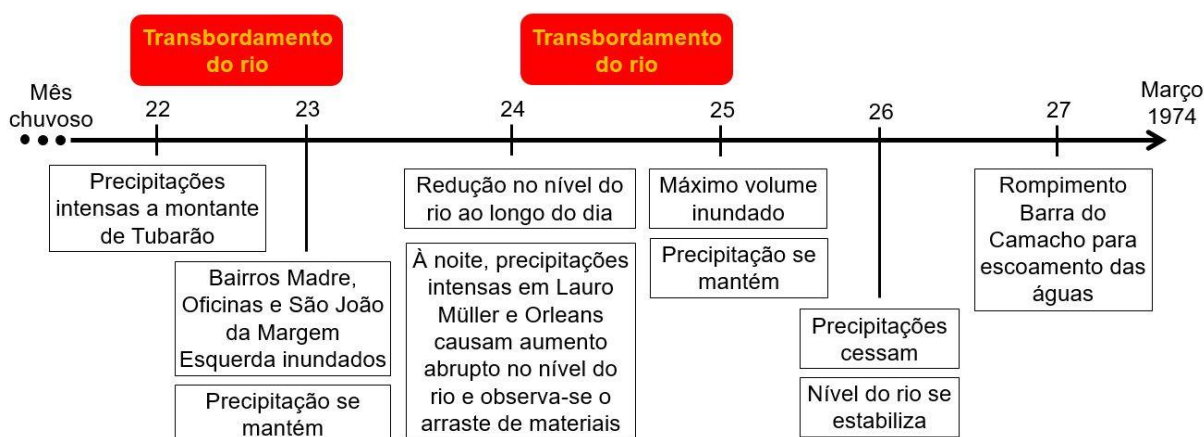 Transbordamento
do rio
Transbordamento
do rio
Mês
chuvoso
22
23
24
25
26
27
Março
1974
Precipitações
intensas a montante
de Tubarão
Bairros Madre,
Oficinas e São João
da Margem
Esquerda inundados
Precipitação se
mantém
Redução no nível do
rio ao longo do dia
À noite, precipitações
intensas em Lauro
Müller e Orleans
causam aumento
abrupto no nível do
rio e observa-se o
arraste de materiais
Máximo volume
inundado
Precipitação se
mantém
Precipitações
cessam
Nível do rio se
estabiliza
Rompimento
Barra do
Camacho para
escoamento das
águas